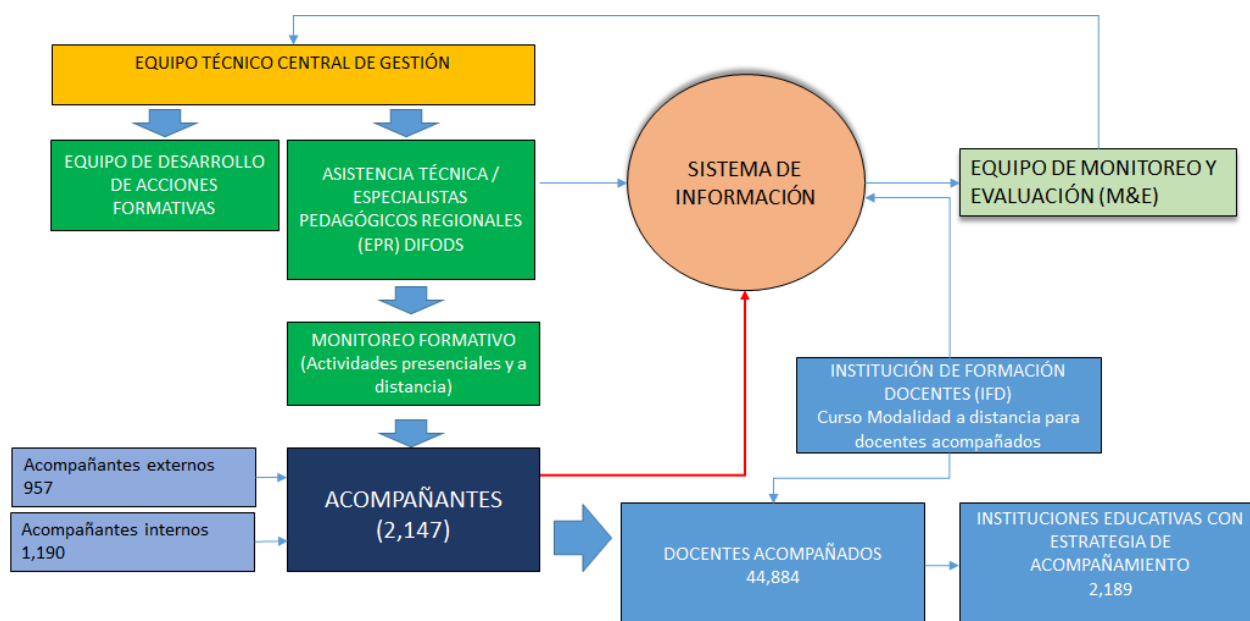 EQUIPO TÉCNICO CENTRAL DE GESTIÓN
EQUIPO DE DESARROLLO
DE ACCIONES
FORMATIVAS
ASISTENCIA TÉCNICA /
ESPECIALISTAS
PEDAGÓGICOS REGIONALES
(EPR) DIFODS
SISTEMA DE
INFORMACIÓN
EQUIPO DE MONITOREO Y
EVALUACIÓN (M&E)
MONITOREO FORMATIVO
(Actividades presenciales y a
distancia)
INSTITUCIÓN DE FORMACIÓN
DOCENTES (IFD)
Curso Modalidad a distancia para
docentes acompañados
Acompañantes externos
957
Acompañantes internos
1,190
ACOMPAÑANTES
(2,147)
DOCENTES ACOMPAÑADOS
44,884
INSTITUCIONES EDUCATIVAS CON
ESTRATEGIA DE
ACOMPAÑAMIENTO
2,189